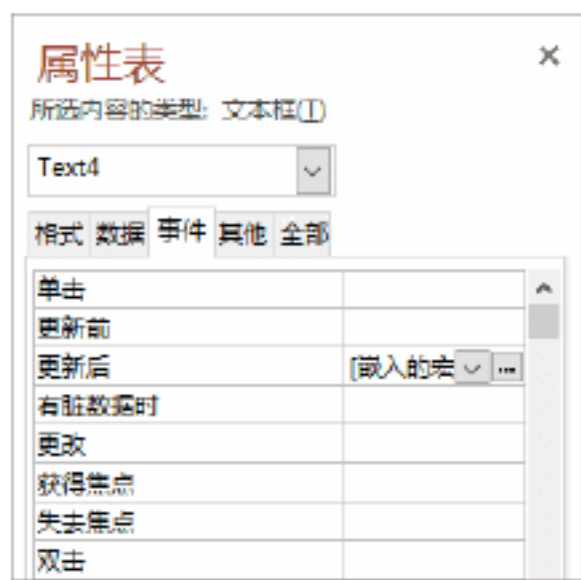 属性表
所选内容的类型: 文本框(T)
Text4
格式 数据 事件 其他 全部
单击
更新前
更新后 [嵌入的宏
有脏数据时
更改
获得焦点
失去焦点
双击